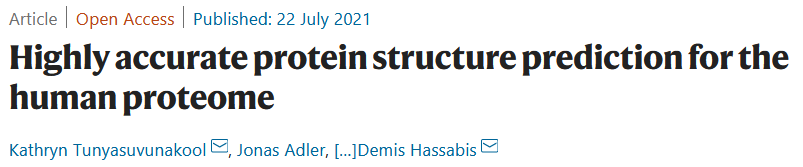 Article Open Access Published: 22 July 2021
Highly accurate protein structure prediction for the
human proteome
Kathryn Tunyasuvunakool, Jonas Adler, [...]Demis Hassabis